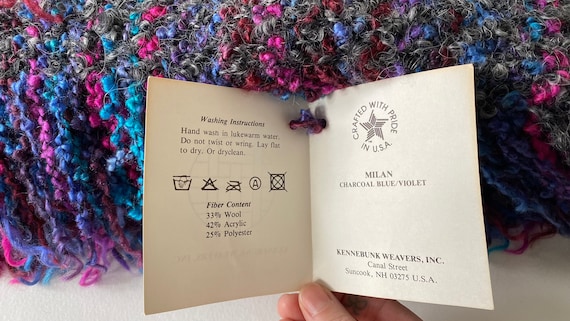 Washing Instructions
Hand wash in lukewarm water.
Do not twist or wring. Lay flat
to dry. Or dryclean.
A
Fiber Content
33% Wool
42% Acrylic
25% Polyester
CRAFTED WITH PRIDE
IN U.S.A.
MILAN
CHARCOAL BLUE/VIOLET
KENNEBUNK WEAVERS, INC.
Canal Street
Suncook, NH 03275 U.S.A.